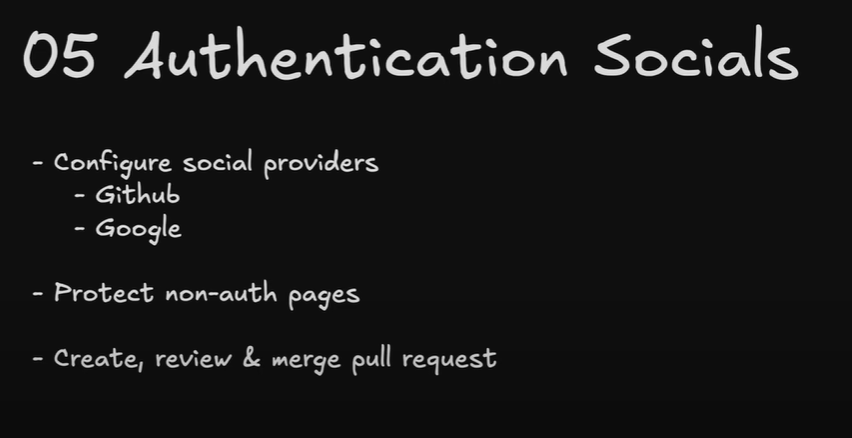 05 Authentication Socials
- Configure social providers
- Github
- Google
- Protect non-auth pages
- Create, review & merge pull request